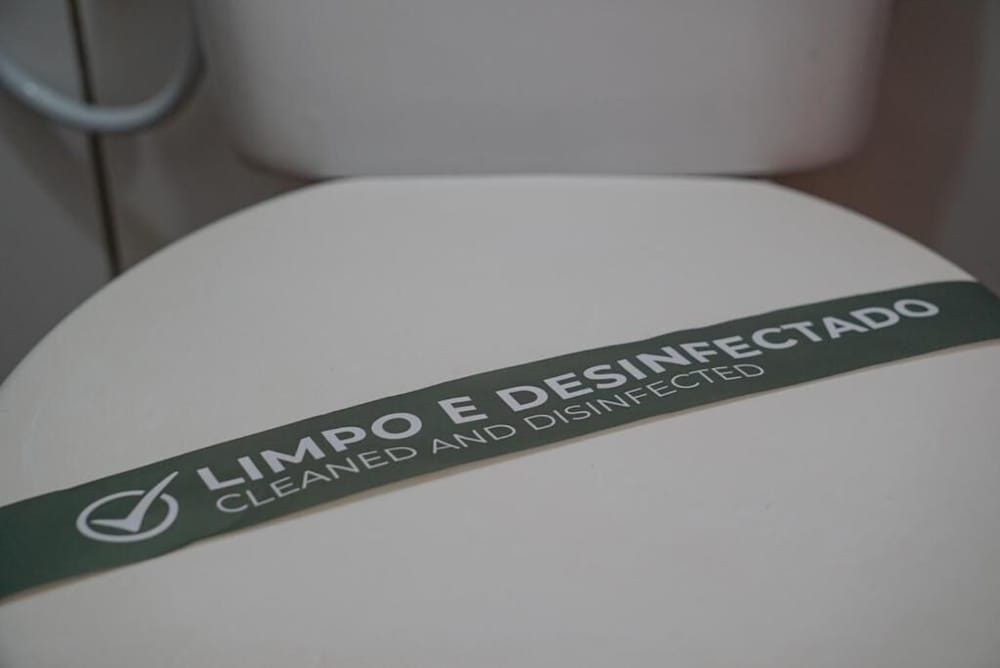 LIMPO E DESINFECTADO
CLEANED AND DISINFECTED